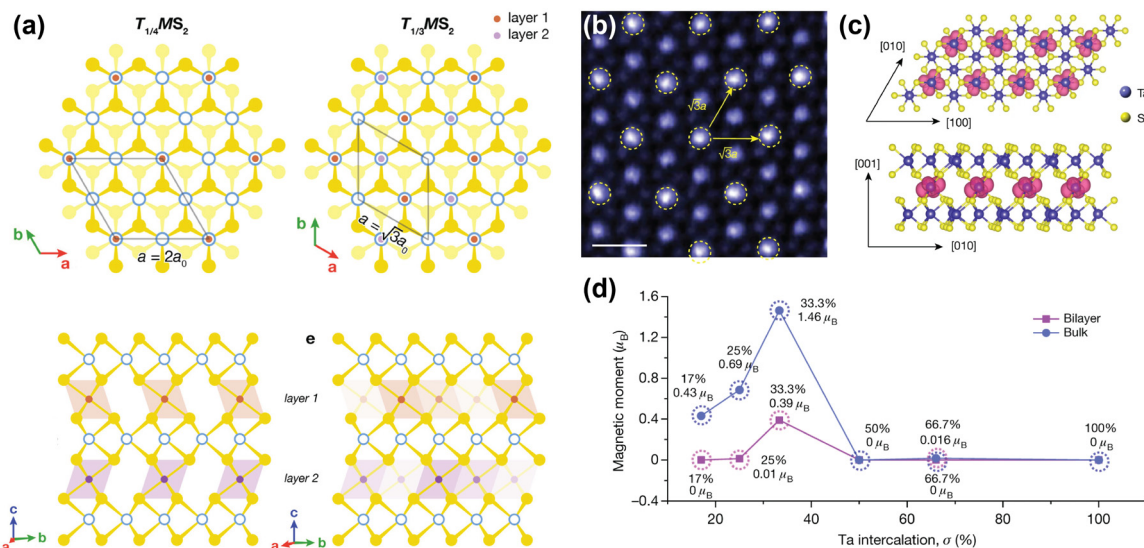 (a)
T1/4MS2
T1/3MS2
layer 1
layer 2
b
a
a = 2a0
b
a
a = √3a0
e
layer 1
layer 2
c
a
b
c
a
b
(b)
√3a
√3a
(c)
[010]
[100]
[001]
[010]
S
(d)
Magnetic moment (μB)
1.6
1.2
0.8
0.4
0
−0.4
33.3%
1.46 μB
25%
0.69 μB
17%
0.43 μB
33.3%
0.39 μB
17%
0 μB
25%
0.01 μB
50%
0 μB
66.7%
0.016 μB
66.7%
0 μB
100%
0 μB
Bilayer
Bulk
20
40
60
80
100
Ta intercalation, σ (%)